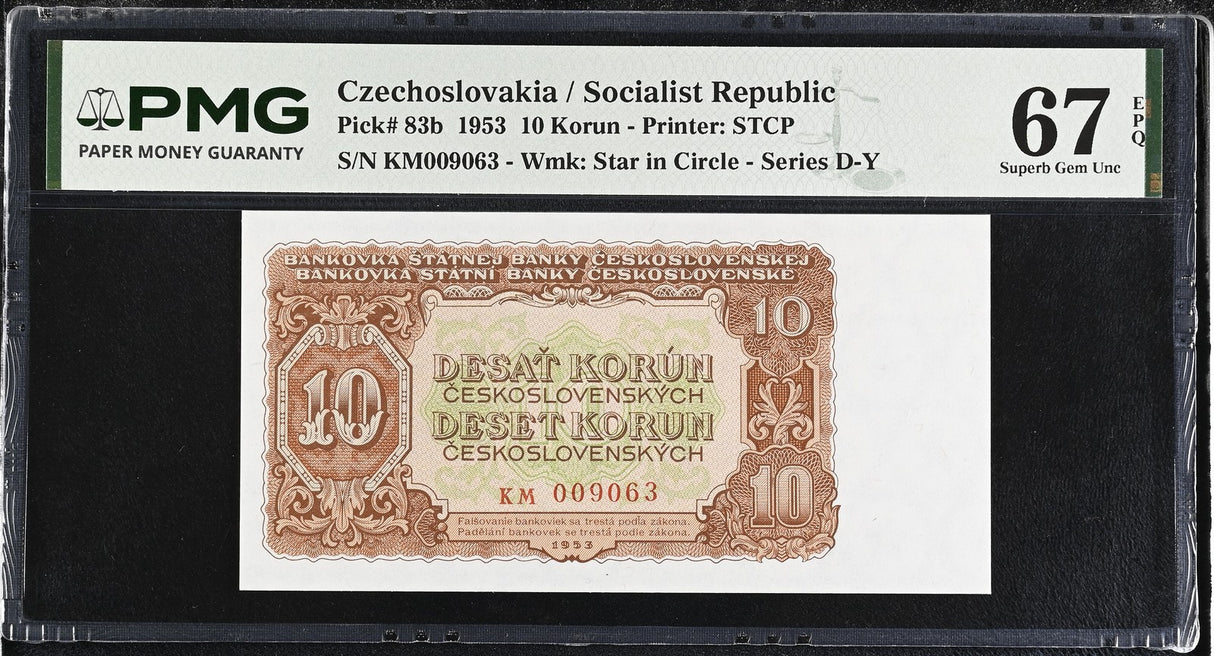 PMG
PAPER MONEY GUARANTY
Czechoslovakia / Socialist Republic
Pick# 83b 1953 10 Korun - Printer: STCP
S/N KM009063 - Wmk: Star in Circle - Series D-Y
67
EPQ
Superb Gem Unc
BANKOVKA ŠTÁTNEJ BANKY ČESKOSLOVENSKEJ
BANKOVKA STÁTNÍ BANKY ČESKOSLOVENSKÉ
10
10
DESAŤ KORÚN
ČESKOSLOVENSKÝCH
DESET KORUN
ČESKOSLOVENSKÝCH
KM 009063
10
Falšovanie bankoviek sa trestá podľa zákona.
Padělání bankovek se trestá podle zákona.
1953